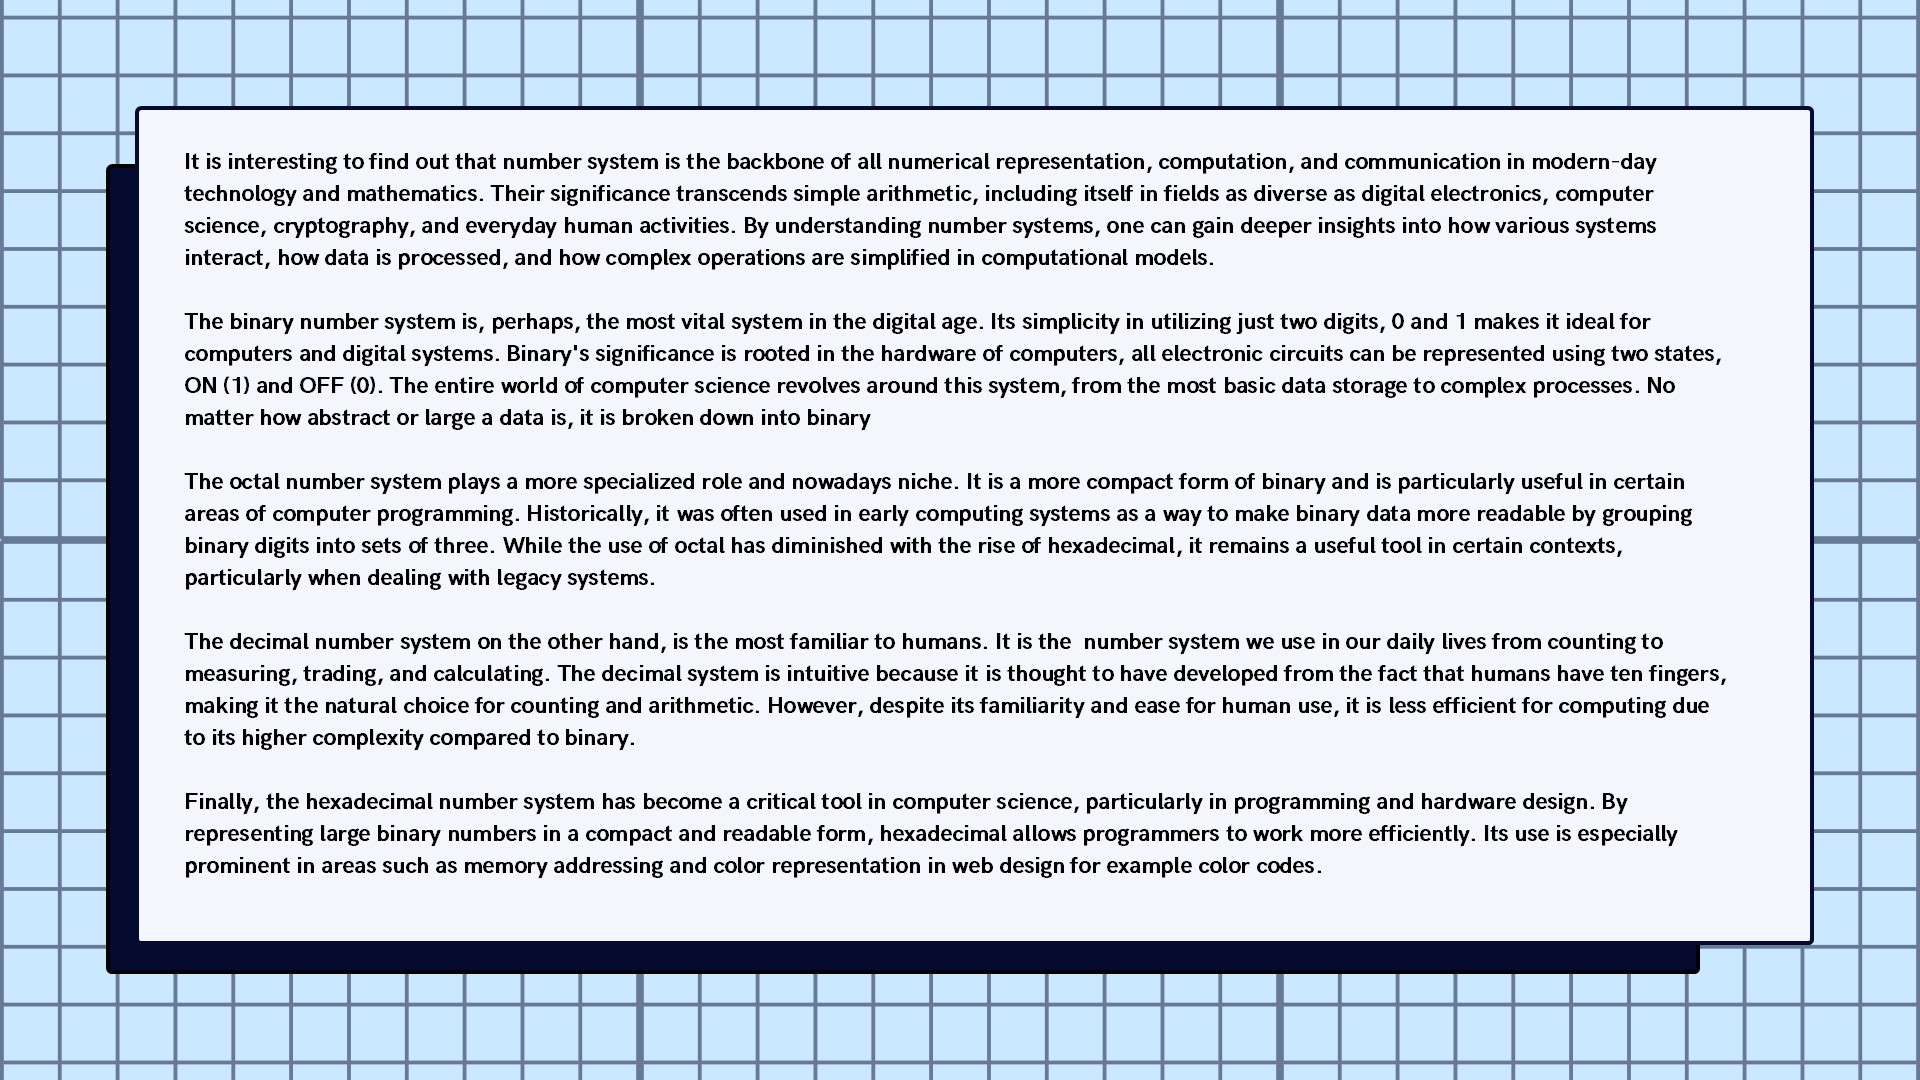 It is interesting to find out that number system is the backbone of all numerical representation, computation, and communication in modern-day
technology and mathematics. Their significance transcends simple arithmetic, including itself in fields as diverse as digital electronics, computer
science, cryptography, and everyday human activities. By understanding number systems, one can gain deeper insights into how various systems
interact, how data is processed, and how complex operations are simplified in computational models.
The binary number system is, perhaps, the most vital system in the digital age. Its simplicity in utilizing just two digits, 0 and 1 makes it ideal for
computers and digital systems. Binary's significance is rooted in the hardware of computers, all electronic circuits can be represented using two states,
ON (1) and OFF (0). The entire world of computer science revolves around this system, from the most basic data storage to complex processes. No
matter how abstract or large a data is, it is broken down into binary
The octal number system plays a more specialized role and nowadays niche. It is a more compact form of binary and is particularly useful in certain
areas of computer programming. Historically, it was often used in early computing systems as a way to make binary data more readable by grouping
binary digits into sets of three. While the use of octal has diminished with the rise of hexadecimal, it remains a useful tool in certain contexts,
particularly when dealing with legacy systems.
The decimal number system on the other hand, is the most familiar to humans. It is the  number system we use in our daily lives from counting to
measuring, trading, and calculating. The decimal system is intuitive because it is thought to have developed from the fact that humans have ten fingers,
making it the natural choice for counting and arithmetic. However, despite its familiarity and ease for human use, it is less efficient for computing due
to its higher complexity compared to binary.
Finally, the hexadecimal number system has become a critical tool in computer science, particularly in programming and hardware design. By
representing large binary numbers in a compact and readable form, hexadecimal allows programmers to work more efficiently. Its use is especially
prominent in areas such as memory addressing and color representation in web design for example color codes.